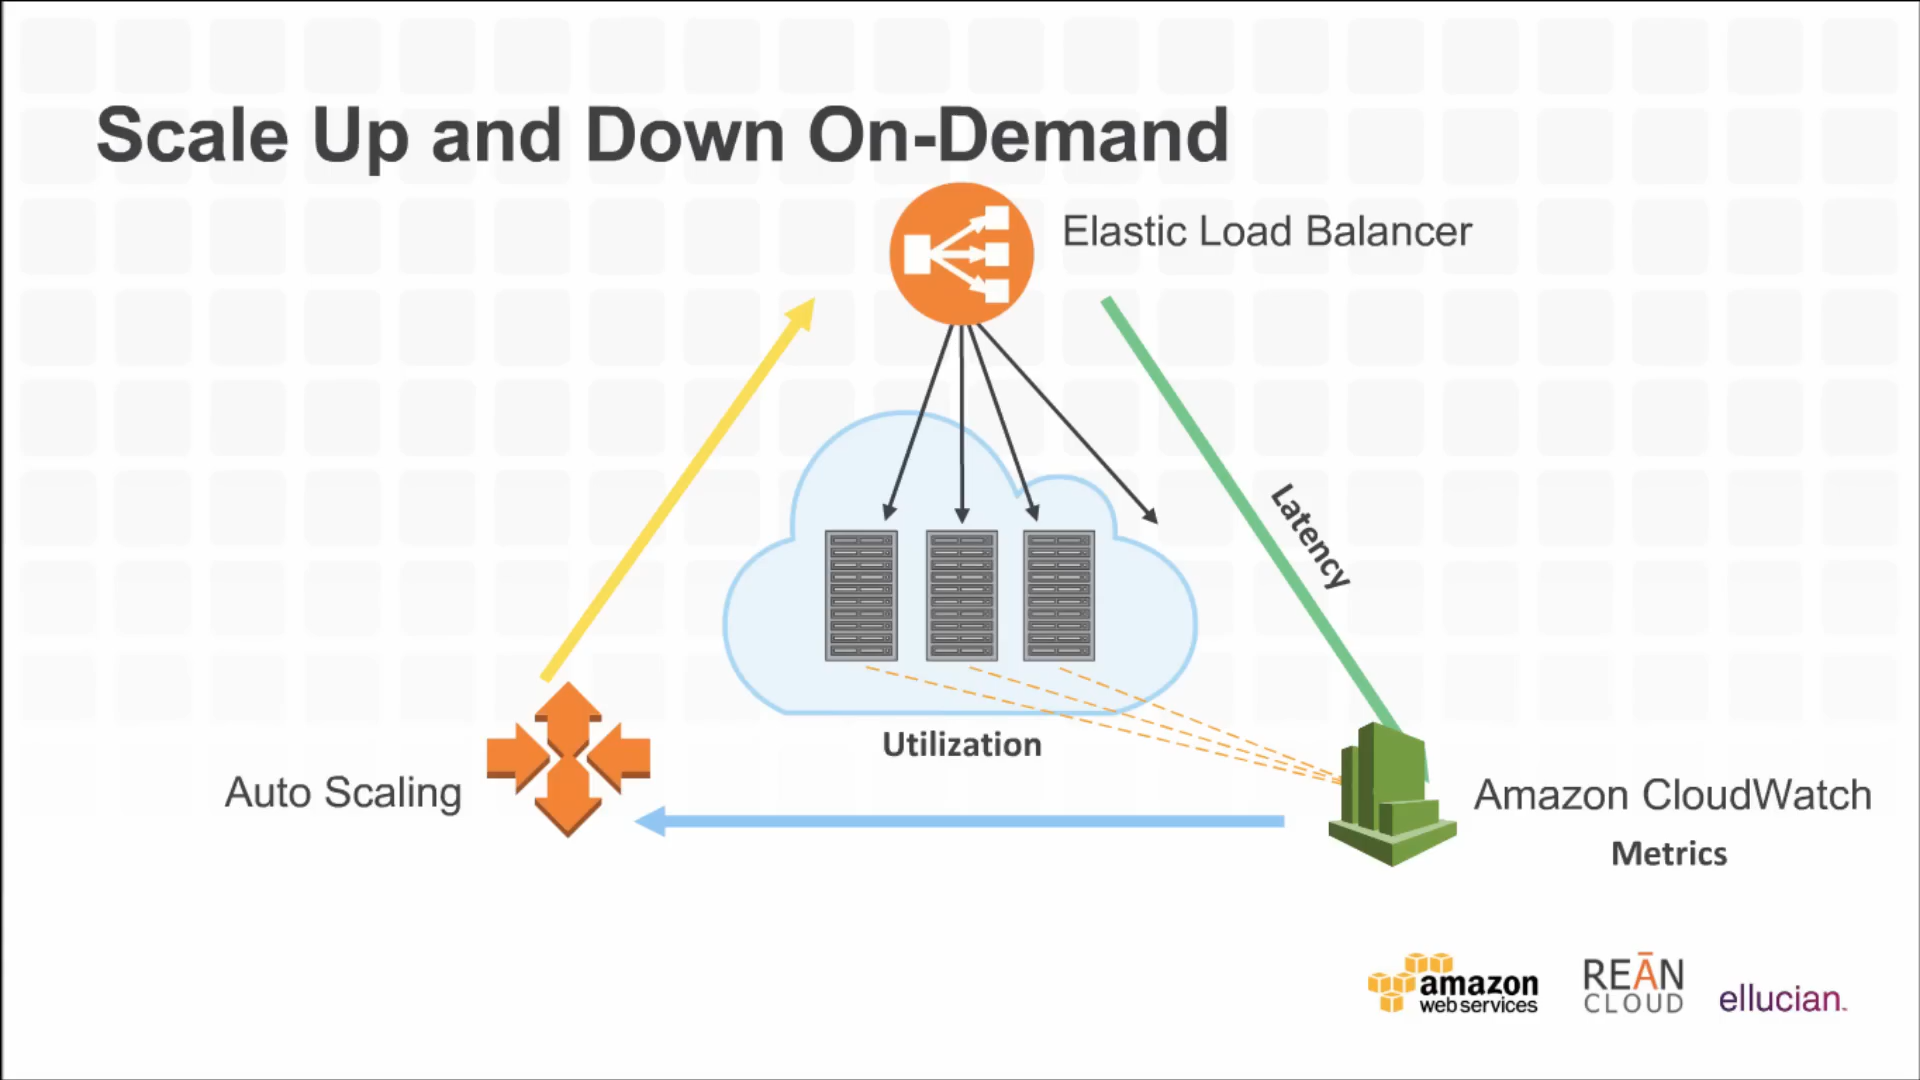 Scale Up and Down On-Demand
Elastic Load Balancer
Latency
Utilization
Auto Scaling
Amazon CloudWatch
Metrics
amazon
web services
REĀN
CLOUD
ellucian